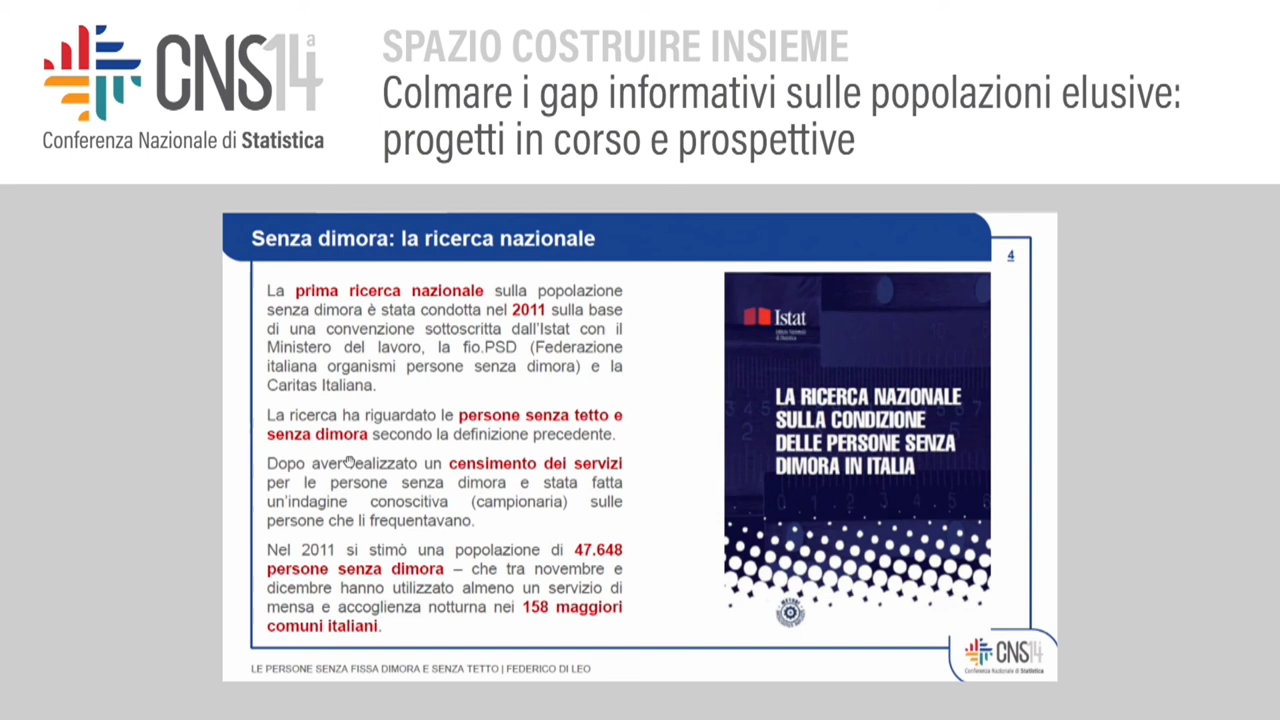 CNS14a
Conferenza Nazionale di Statistica
SPAZIO COSTRUIRE INSIEME
Colmare i gap informativi sulle popolazioni elusive:
progetti in corso e prospettive
Senza dimora: la ricerca nazionale
4
La prima ricerca nazionale sulla popolazione
senza dimora è stata condotta nel 2011 sulla base
di una convenzione sottoscritta dall'Istat con il
Ministero del lavoro, la fio.PSD (Federazione
italiana organismi persone senza dimora) e la
Caritas Italiana.
La ricerca ha riguardato le persone senza tetto e
senza dimora secondo la definizione precedente.
Dopo aver realizzato un censimento dei servizi
per le persone senza dimora e stata fatta
un'indagine conoscitiva (campionaria) sulle
persone che li frequentavano.
Nel 2011 si stimò una popolazione di 47.648
persone senza dimora – che tra novembre e
dicembre hanno utilizzato almeno un servizio di
mensa e accoglienza notturna nei 158 maggiori
comuni italiani.
Istat
LA RICERCA NAZIONALE
SULLA CONDIZIONE
DELLE PERSONE SENZA
DIMORA IN ITALIA
LE PERSONE SENZA FISSA DIMORA E SENZA TETTO | FEDERICO DI LEO
CNS14
Conferenza Nazionale di Statistica